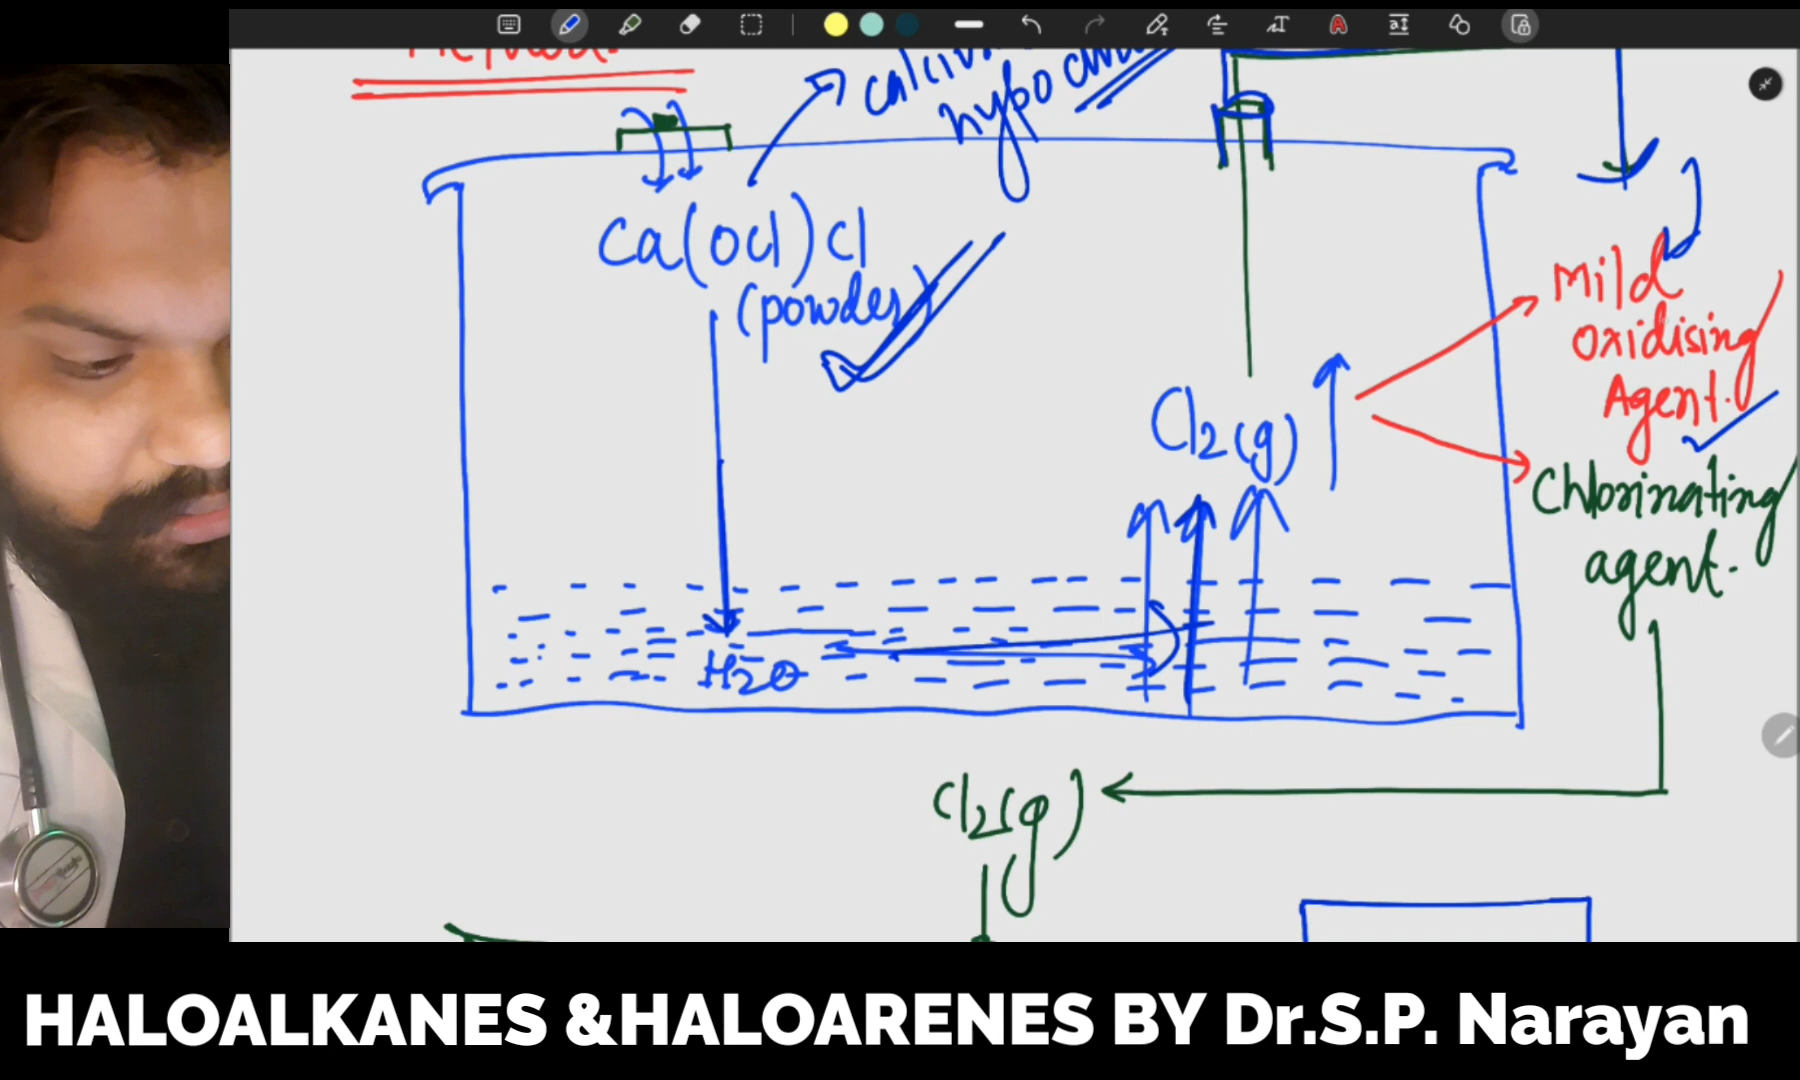 Method:
calcium
hypo
Ca(OCl)Cl
(powder)
Mild
oxidising
Agent.
Cl2(g)
Chlorinating
agent.
H2O
Cl2(g)
HALOALKANES &HALOARENES BY Dr.S.P. Narayan